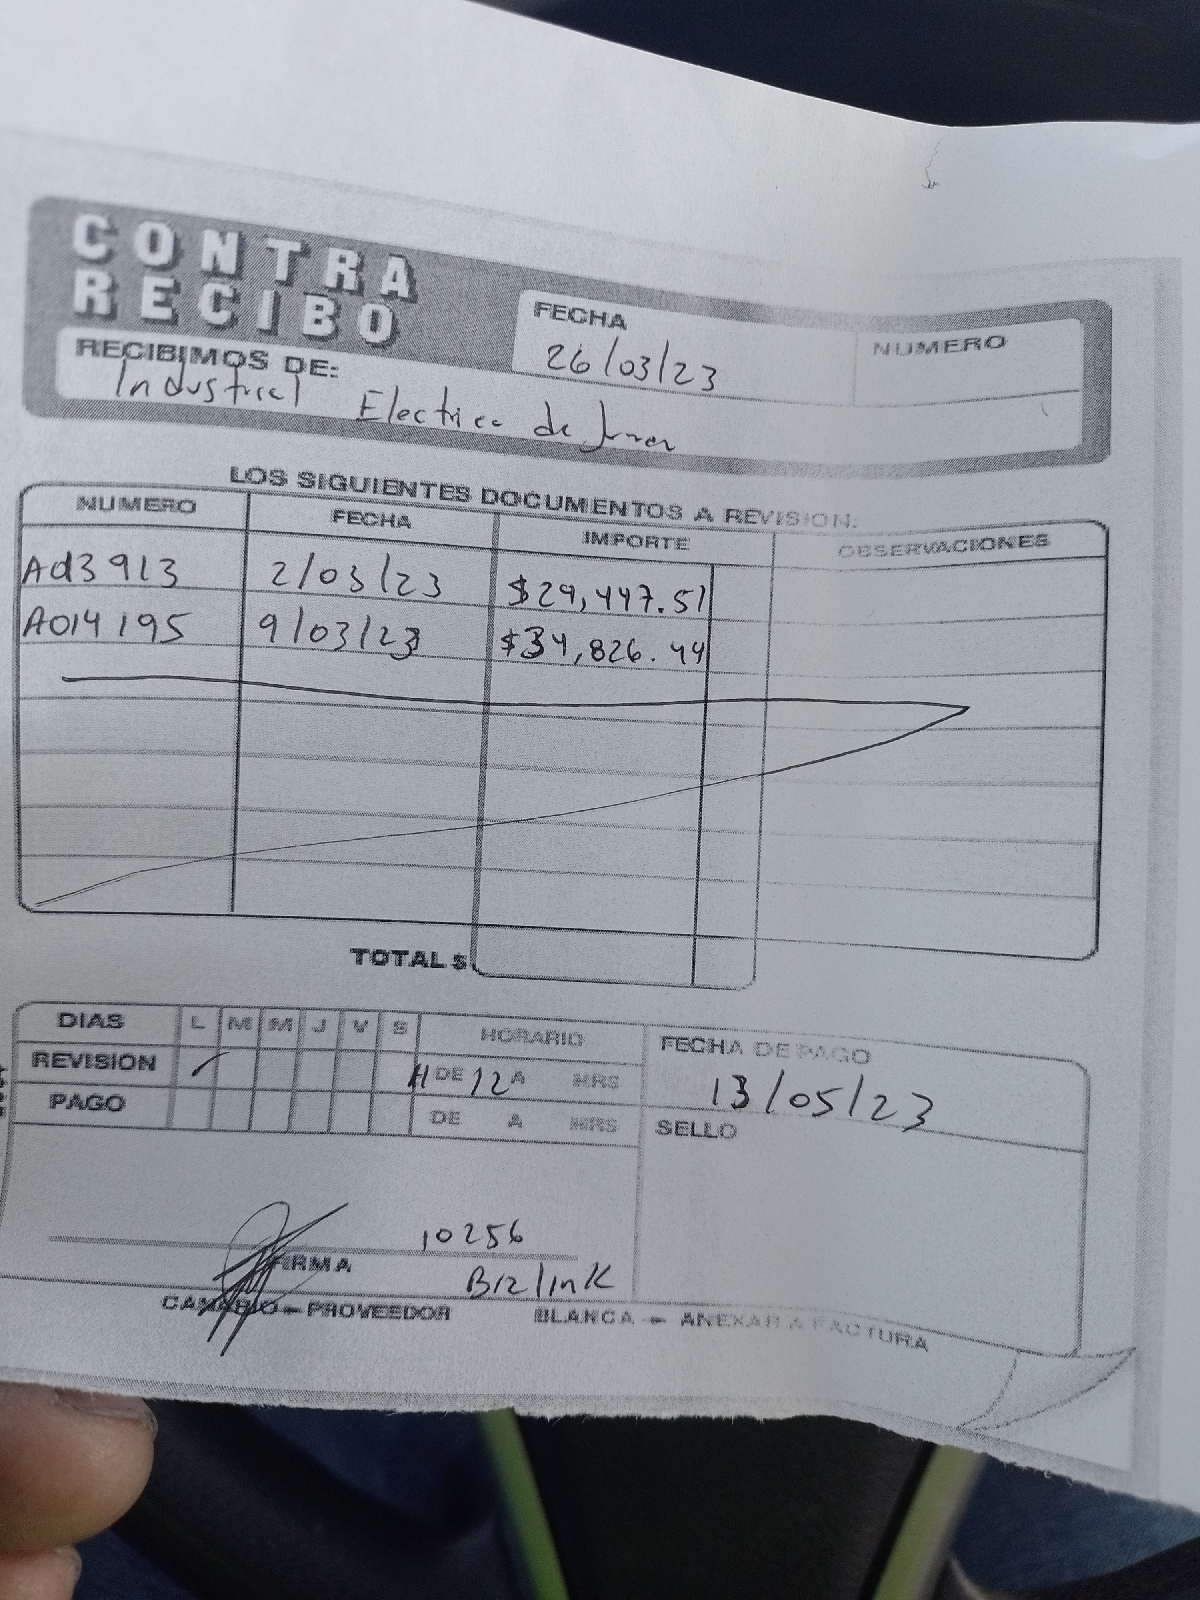 CONTRA
RECIBO
FECHA
26/03/23
NUMERO
RECIBIMOS DE:
Industrial Electrica de
LOS SIGUIENTES DOCUMENTOS A REVISION.
NUMERO FECHA IMPORTE OBSERVACIONES
Ad3913 2/03/23 $29,447.51
A014195 9/03/23 $34,826.44
TOTAL $
DIAS L M M J V S HORARIO
REVISION DE 12 A HRS
PAGO DE A HRS
FECHA DE PAGO
13/05/23
SELLO
10256
FIRMA
Bizlink
CANARIO - PROVEEDOR BLANCA - ANEXAR A FACTURA